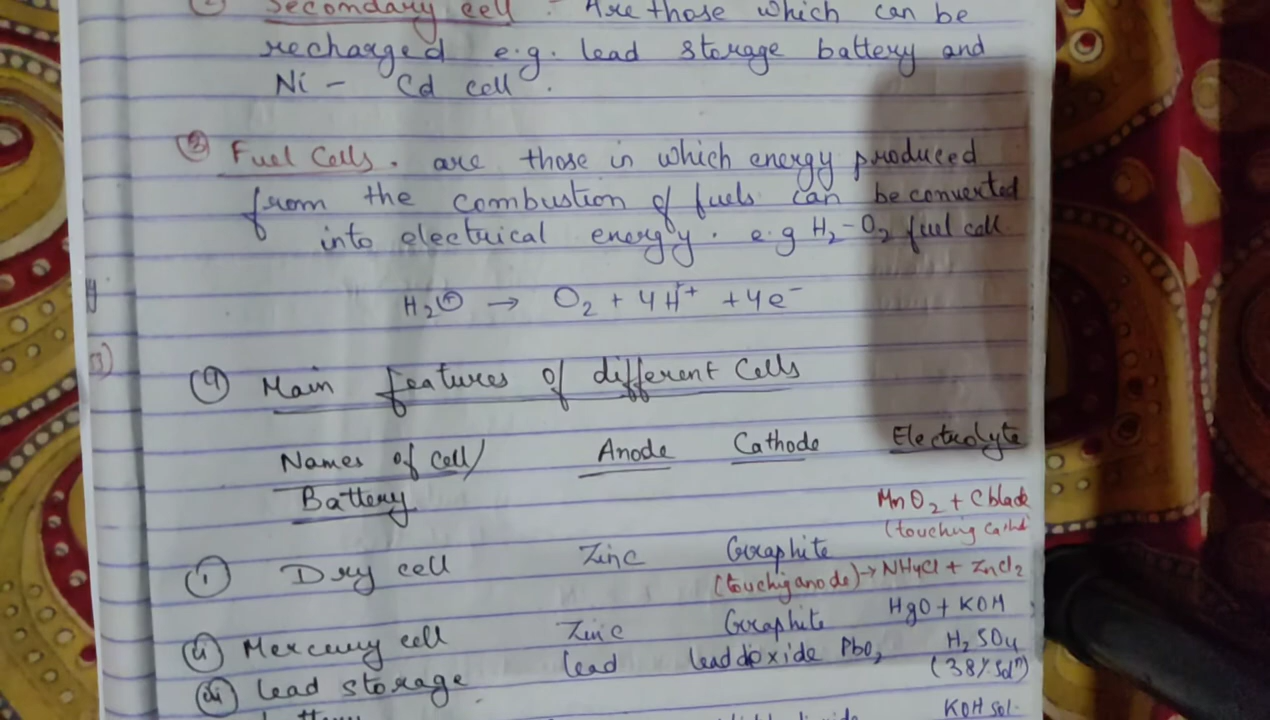 ② Secondary cell : Are those which can be
recharged e.g. lead storage battery and
Ni - Cd cell .
③ Fuel Cells . are those in which energy produced
from the combustion of fuels can be converted
into electrical energy. e.g H₂-O₂ fuel cell
H₂O → O₂ + 4H⁺ + 4e⁻
(9) Main features of different Cells
Names of cell/ Anode Cathode Electrolyte
Battery
MnO₂ + C black
(touching
(i) Dry cell Zinc Graphite
(touching anode)→ NH4Cl + ZnCl₂
(ii) Mercury cell Zinc Graphite HgO + KOH
(iii) lead storage lead lead dioxide PbO₂ H₂SO₄
(38% solⁿ)
KOH sol.